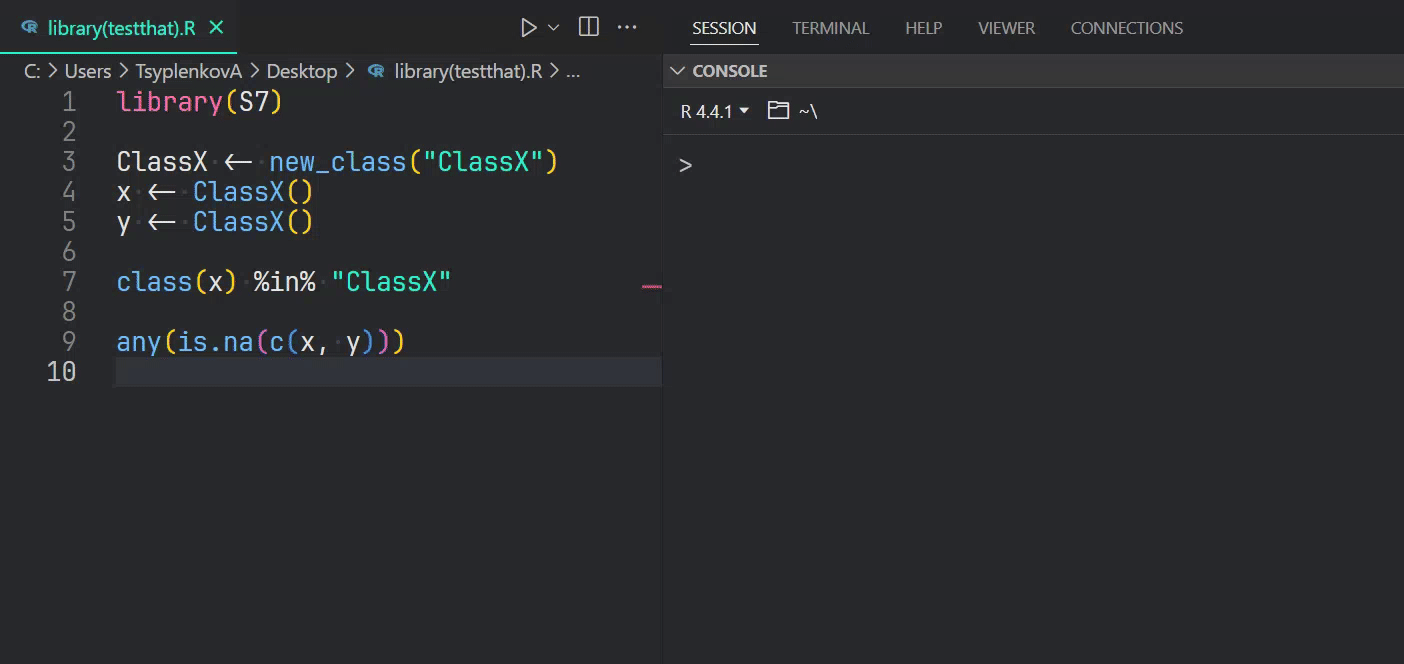 library(testthat).R
SESSION TERMINAL HELP VIEWER CONNECTIONS
C: > Users > TsyplenkovA > Desktop > library(testthat).R > ...
CONSOLE
R 4.4.1 ~\
>
1 library(S7)
2
3 ClassX <- new_class("ClassX")
4 x <- ClassX()
5 y <- ClassX()
6
7 class(x) %in% "ClassX"
8
9 any(is.na(c(x, y)))
10